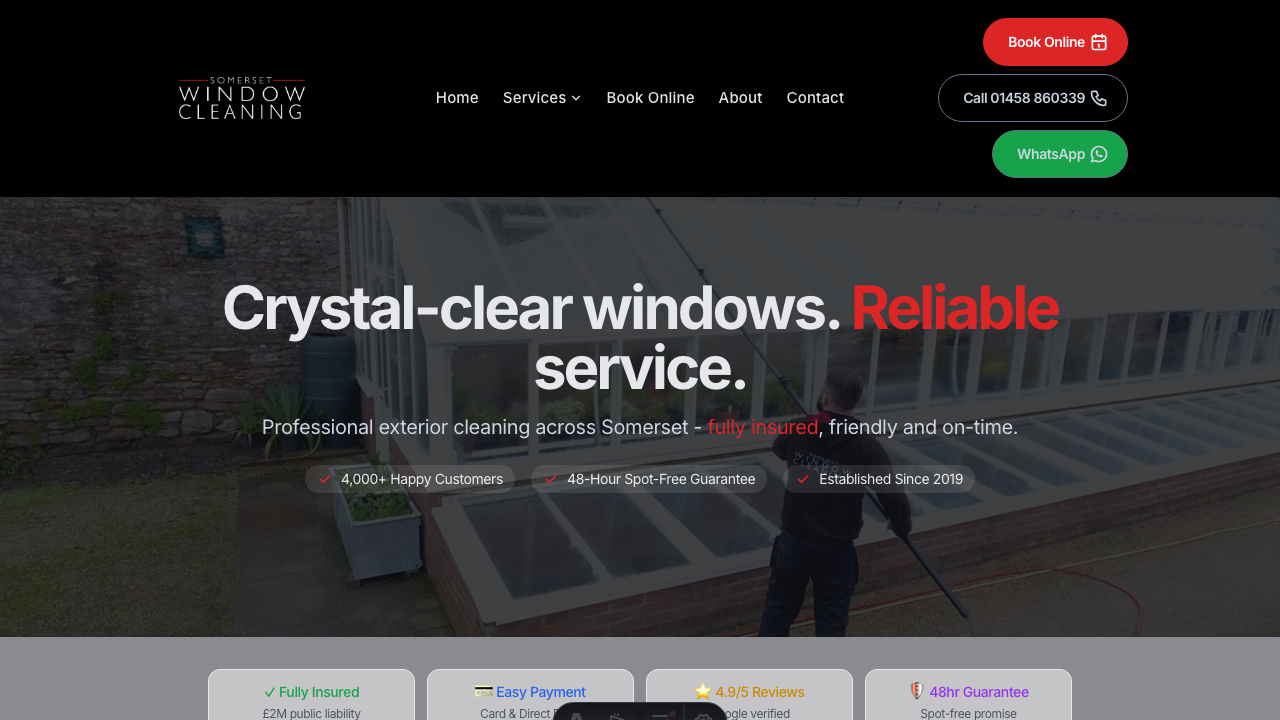 Book Online
SOMERSET
WINDOW
CLEANING
Home
Services
Book Online
About
Contact
Call 01458 860339
WhatsApp
Crystal-clear windows. Reliable
service.
Professional exterior cleaning across Somerset - fully insured, friendly and on-time.
4,000+ Happy Customers
48-Hour Spot-Free Guarantee
Established Since 2019
Fully Insured
£2M public liability
Easy Payment
Card & Direct
4.9/5 Reviews
verified
48hr Guarantee
Spot-free promise